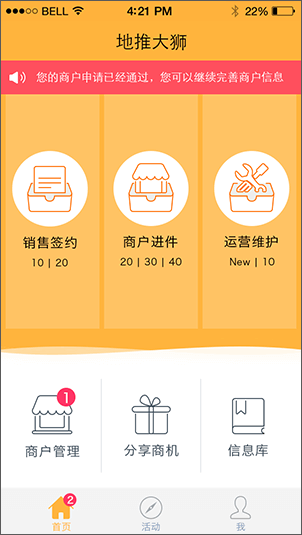 BELL 4:21 PM 22%
地推大狮
您的商户申请已经通过，您可以继续完善商户信息
销售签约 商户进件 运营维护
10 | 20 20 | 30 | 40 New | 10
1
商户管理 分享商机 信息库
2
首页 活动 我